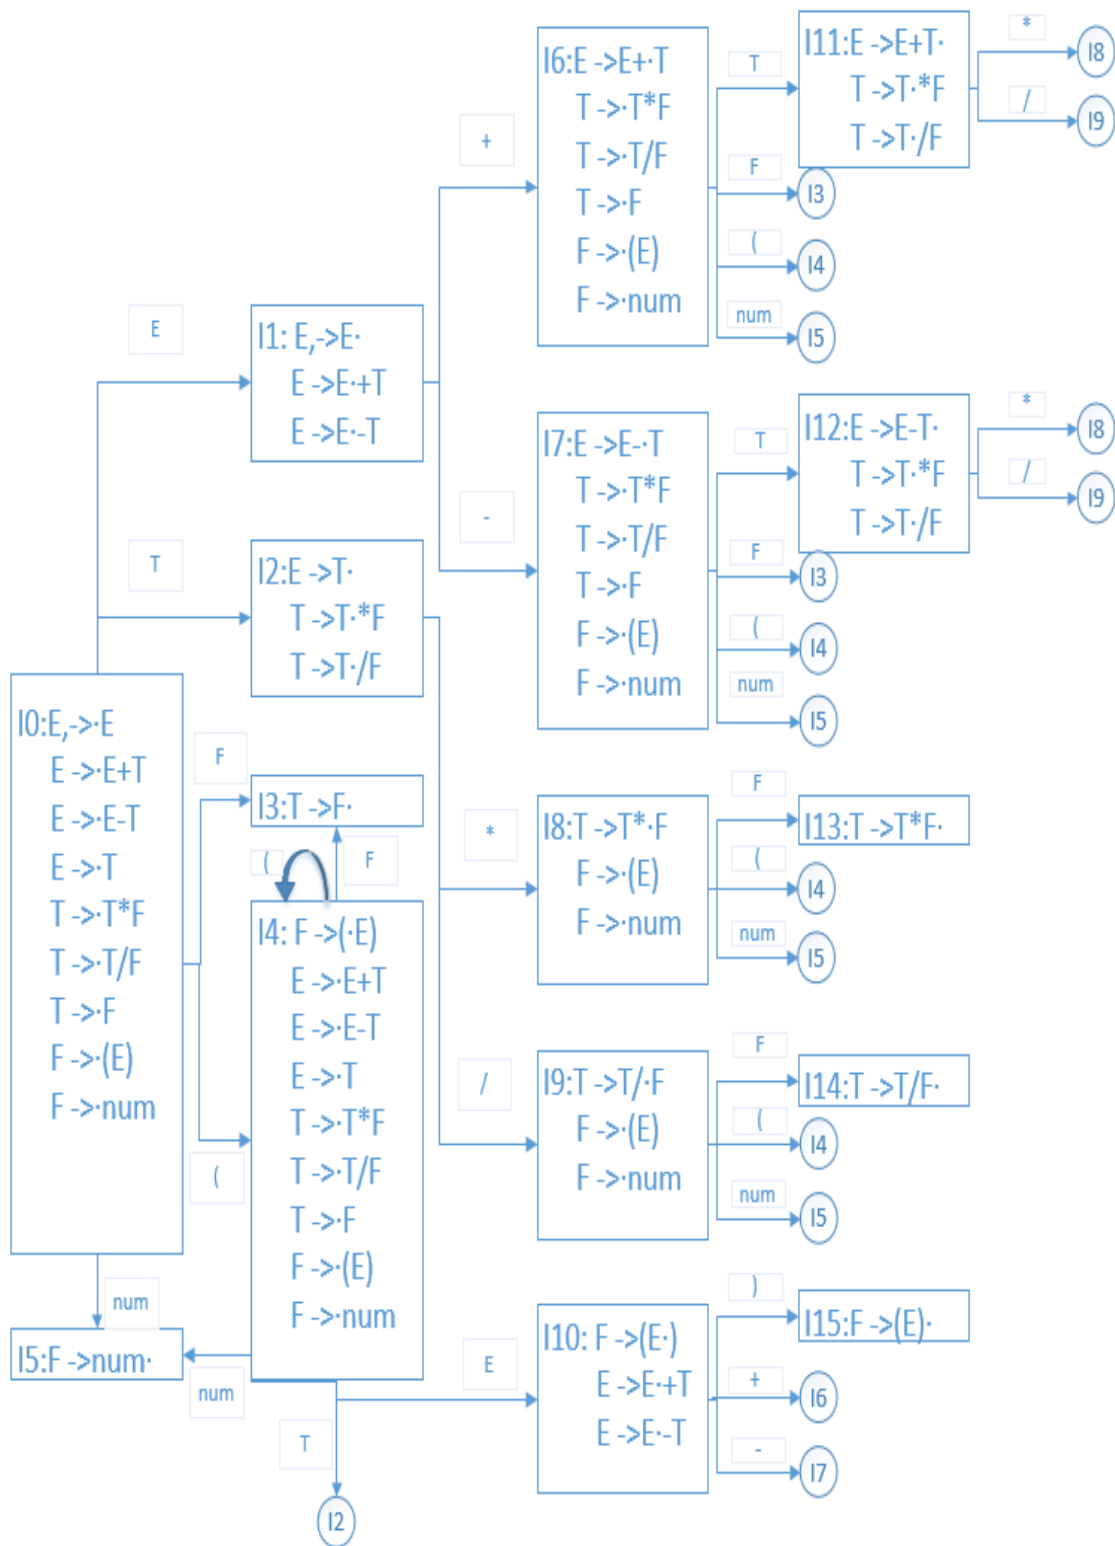 I6:E ->E+·T
T ->·T*F
T ->·T/F
T ->·F
F ->·(E)
F ->·num
I11:E ->E+T·
T ->T·*F
T ->T·/F
*
I8
/
I9
T
F
I3
(
I4
num
I5
+
E
I1: E,->E·
E ->E·+T
E ->E·-T
-
I7:E ->E-·T
T ->·T*F
T ->·T/F
T ->·F
F ->·(E)
F ->·num
T
I12:E ->E-T·
T ->T·*F
T ->T·/F
*
I8
/
I9
F
I3
(
I4
num
I5
T
I2:E ->T·
T ->T·*F
T ->T·/F
I0:E,->·E
E ->·E+T
E ->·E-T
E ->·T
T ->·T*F
T ->·T/F
T ->·F
F ->·(E)
F ->·num
F
I3:T ->F·
(
F
*
I8:T ->T*·F
F ->·(E)
F ->·num
F
I13:T ->T*F·
(
I4
num
I5
(
I4: F ->(·E)
E ->·E+T
E ->·E-T
E ->·T
T ->·T*F
T ->·T/F
T ->·F
F ->·(E)
F ->·num
/
I9:T ->T/·F
F ->·(E)
F ->·num
F
I14:T ->T/F·
(
I4
num
I5
num
I5:F ->num·
num
T
I2
E
I10: F ->(E·)
E ->E·+T
E ->E·-T
)
I15:F ->(E)·
+
I6
-
I7